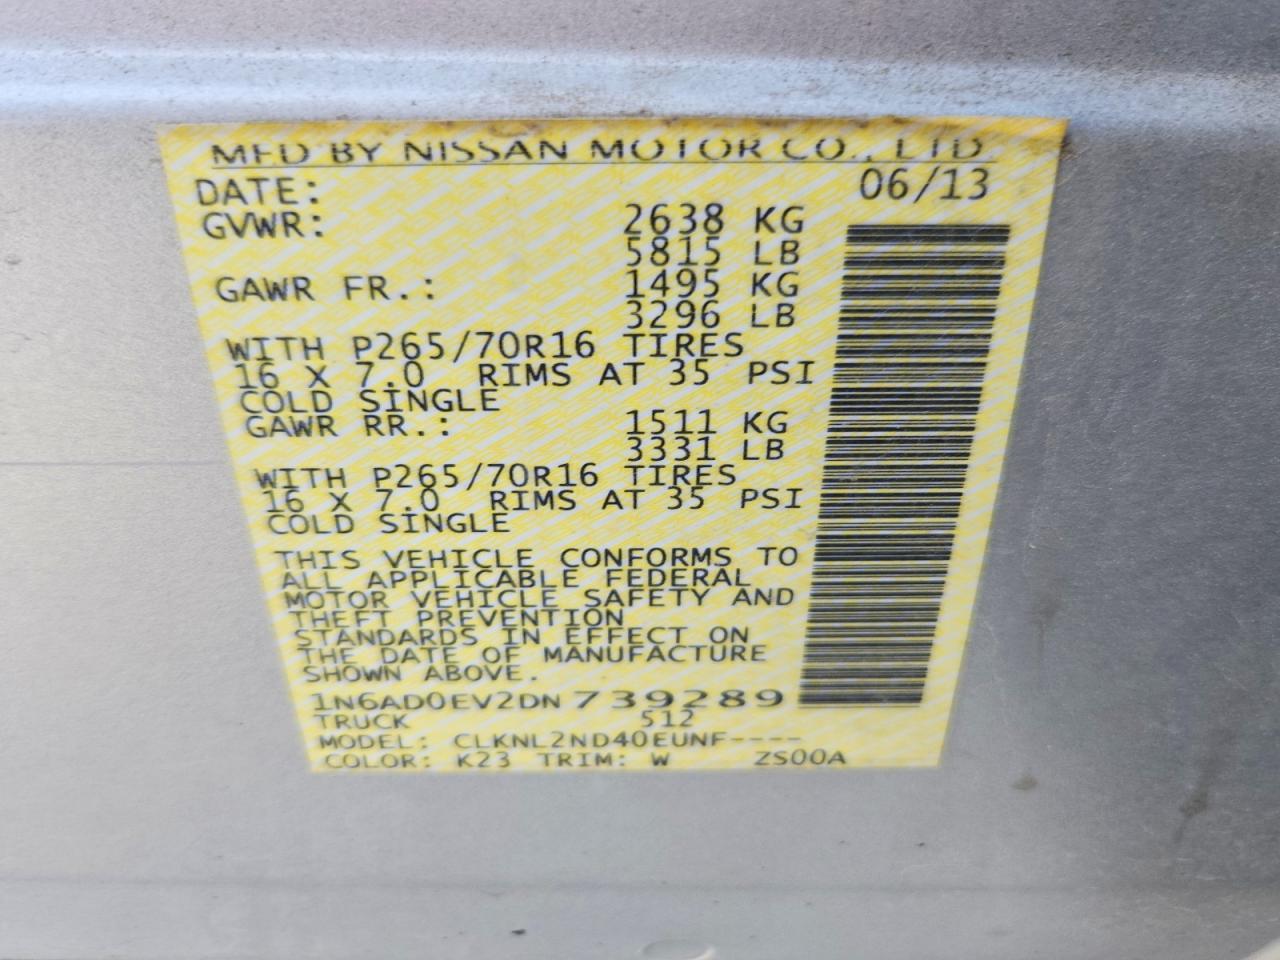 MFD BY NISSAN MOTOR CO., LTD.
DATE: 06/13
GVWR: 2638 KG
5815 LB
GAWR FR.: 1495 KG
3296 LB
WITH P265/70R16 TIRES
16 X 7.0 RIMS AT 35 PSI
COLD SINGLE
GAWR RR.: 1511 KG
3331 LB
WITH P265/70R16 TIRES
16 X 7.0 RIMS AT 35 PSI
COLD SINGLE
THIS VEHICLE CONFORMS TO
ALL APPLICABLE FEDERAL
MOTOR VEHICLE SAFETY AND
THEFT PREVENTION
STANDARDS IN EFFECT ON
THE DATE OF MANUFACTURE
SHOWN ABOVE.
1N6AD0EV2DN739289
TRUCK 512
MODEL: CLKNL2ND40EUNF----
COLOR: K23 TRIM: W ZS00A